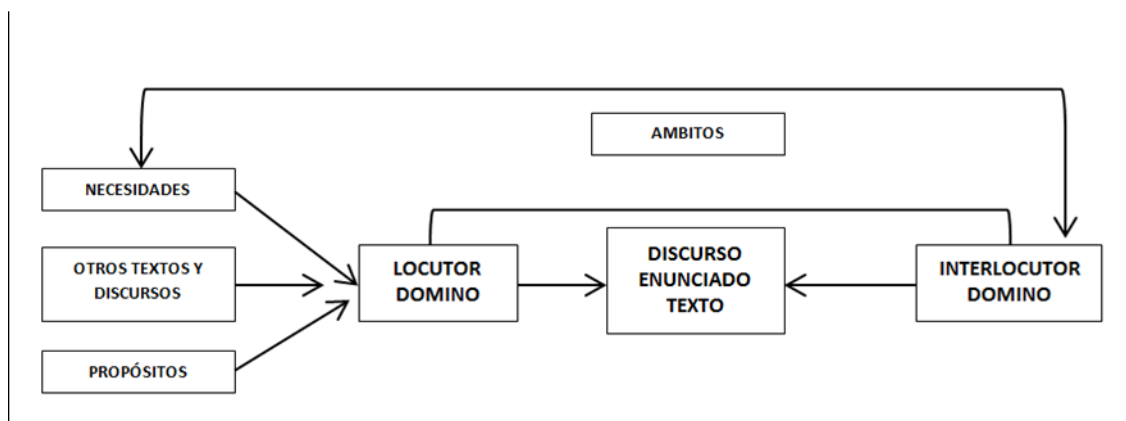 AMBITOS
NECESIDADES
OTROS TEXTOS Y
DISCURSOS
PROPÓSITOS
LOCUTOR
DOMINO
DISCURSO
ENUNCIADO
TEXTO
INTERLOCUTOR
DOMINO